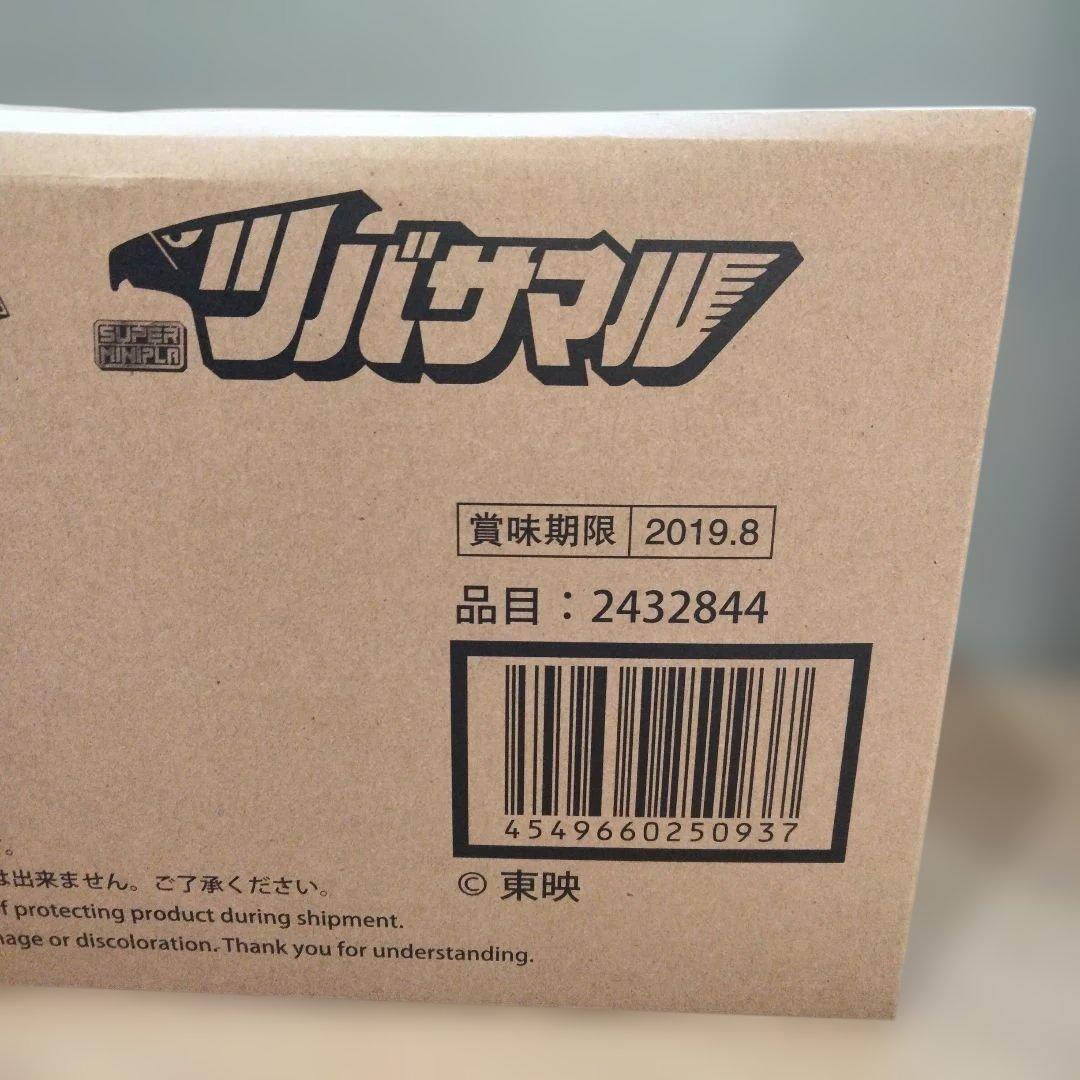 ツバサマル
SUPER
MINIPLA
賞味期限 2019.8
品目：2432844
4549660250937
© 東映
。
は出来ません。ご了承ください。
f protecting product during shipment.
or discoloration. Thank you for understanding.